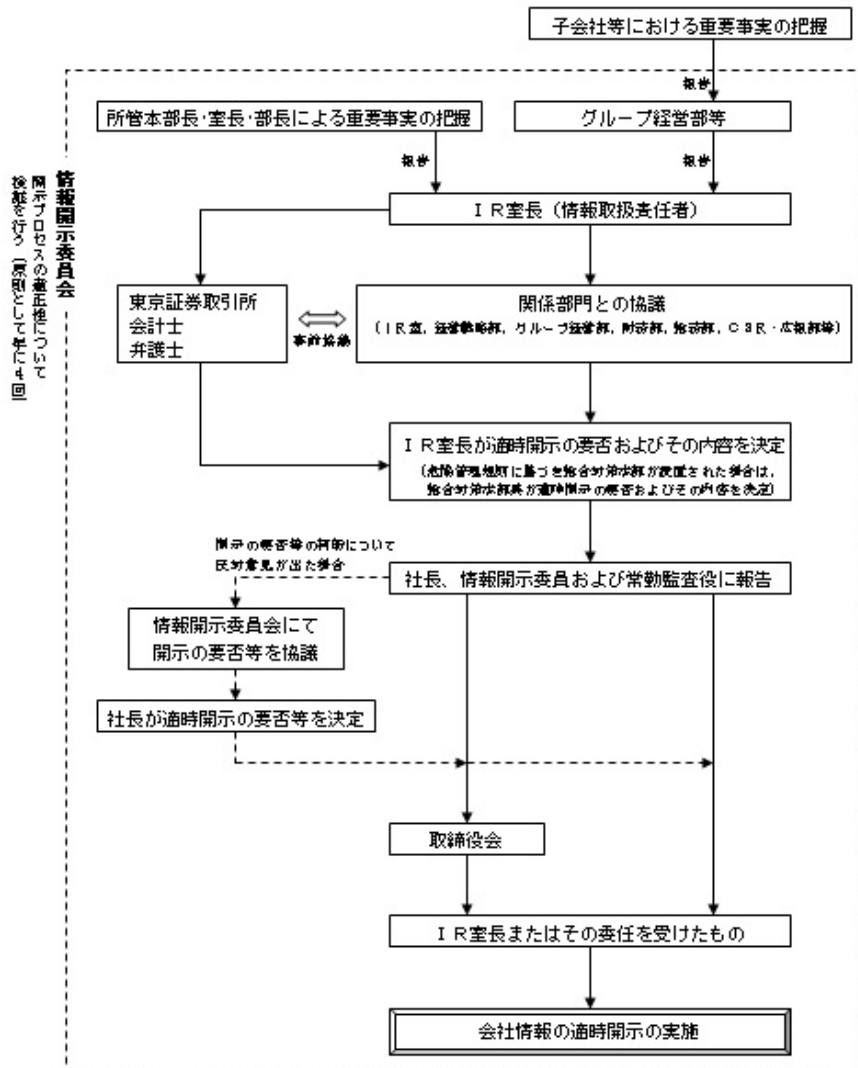 子会社等における重要事実の把握
報告
所管本部長・室長・部長による重要事実の把握
グループ経営部等
報告
報告
ＩＲ室長（情報取扱責任者）
情報開示委員会
開示プロセスの適正性について
検証を行う（原則として年に4回
東京証券取引所
会計士
弁護士
事前協議
関係部門との協議
（ＩＲ室，経営戦略部，グループ経営部，財務部，総務部，ＣＳＲ・広報部等）
ＩＲ室長が適時開示の要否およびその内容を決定
（危険管理規程に基づき総合対策本部が設置された場合は，
総合対策本部長が適時開示の要否およびその内容を決定）
開示の要否等の判断について
反対意見が出た場合
社長、情報開示委員および常勤監査役に報告
情報開示委員会にて
開示の要否等を協議
社長が適時開示の要否等を決定
取締役会
ＩＲ室長またはその委任を受けたもの
会社情報の適時開示の実施